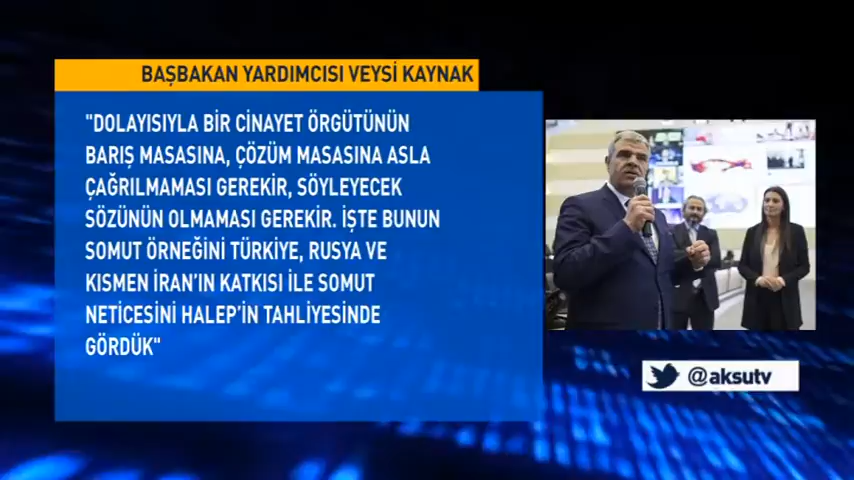 BAŞBAKAN YARDIMCISI VEYSİ KAYNAK
"DOLAYISIYLA BİR CİNAYET ÖRGÜTÜNÜN
BARIŞ MASASINA, ÇÖZÜM MASASINA ASLA
ÇAĞRILMAMASI GEREKİR, SÖYLEYECEK
SÖZÜNÜN OLMAMASI GEREKİR. İŞTE BUNUN
SOMUT ÖRNEĞİNİ TÜRKİYE, RUSYA VE
KISMEN İRAN'IN KATKISI İLE SOMUT
NETİCESİNİ HALEP'İN TAHLİYESİNDE
GÖRDÜK"
@aksutv